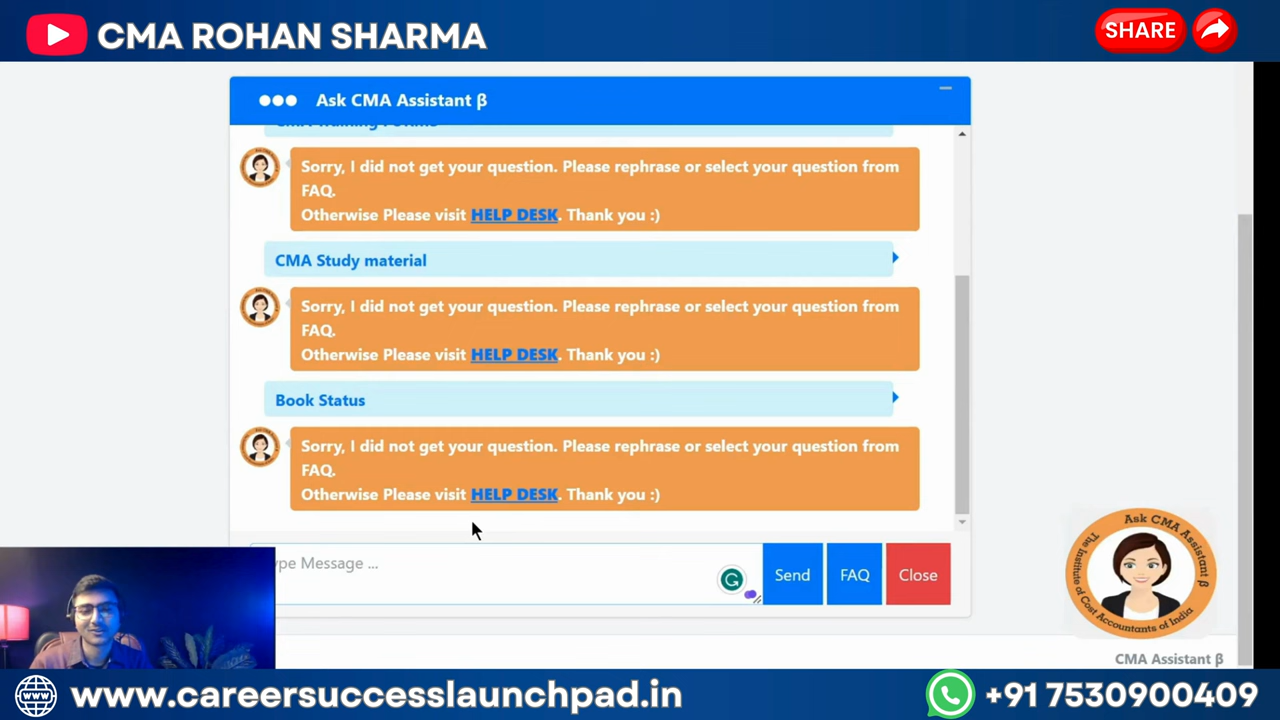 CMA ROHAN SHARMA
SHARE
Ask CMA Assistant β
CMA Training Forms
Sorry, I did not get your question. Please rephrase or select your question from
FAQ.
Otherwise Please visit HELP DESK. Thank you :)
CMA Study material
Sorry, I did not get your question. Please rephrase or select your question from
FAQ.
Otherwise Please visit HELP DESK. Thank you :)
Book Status
Sorry, I did not get your question. Please rephrase or select your question from
FAQ.
Otherwise Please visit HELP DESK. Thank you :)
ype Message ...
Send
FAQ
Close
Ask CMA Assistant β
The Institute of Cost Accountants of India
CMA Assistant β
WWW
www.careersuccesslaunchpad.in
+91 7530900409